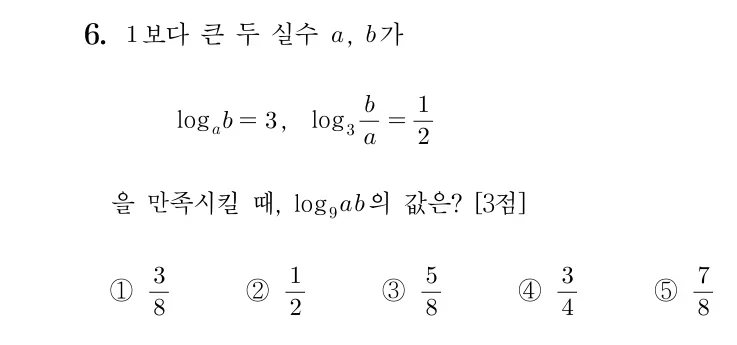 6. 1보다 큰 두 실수 a, b가
log_a b = 3, log_3 b/a = 1/2
을 만족시킬 때, log_9 ab의 값은? [3점]
① 3/8 ② 1/2 ③ 5/8 ④ 3/4 ⑤ 7/8